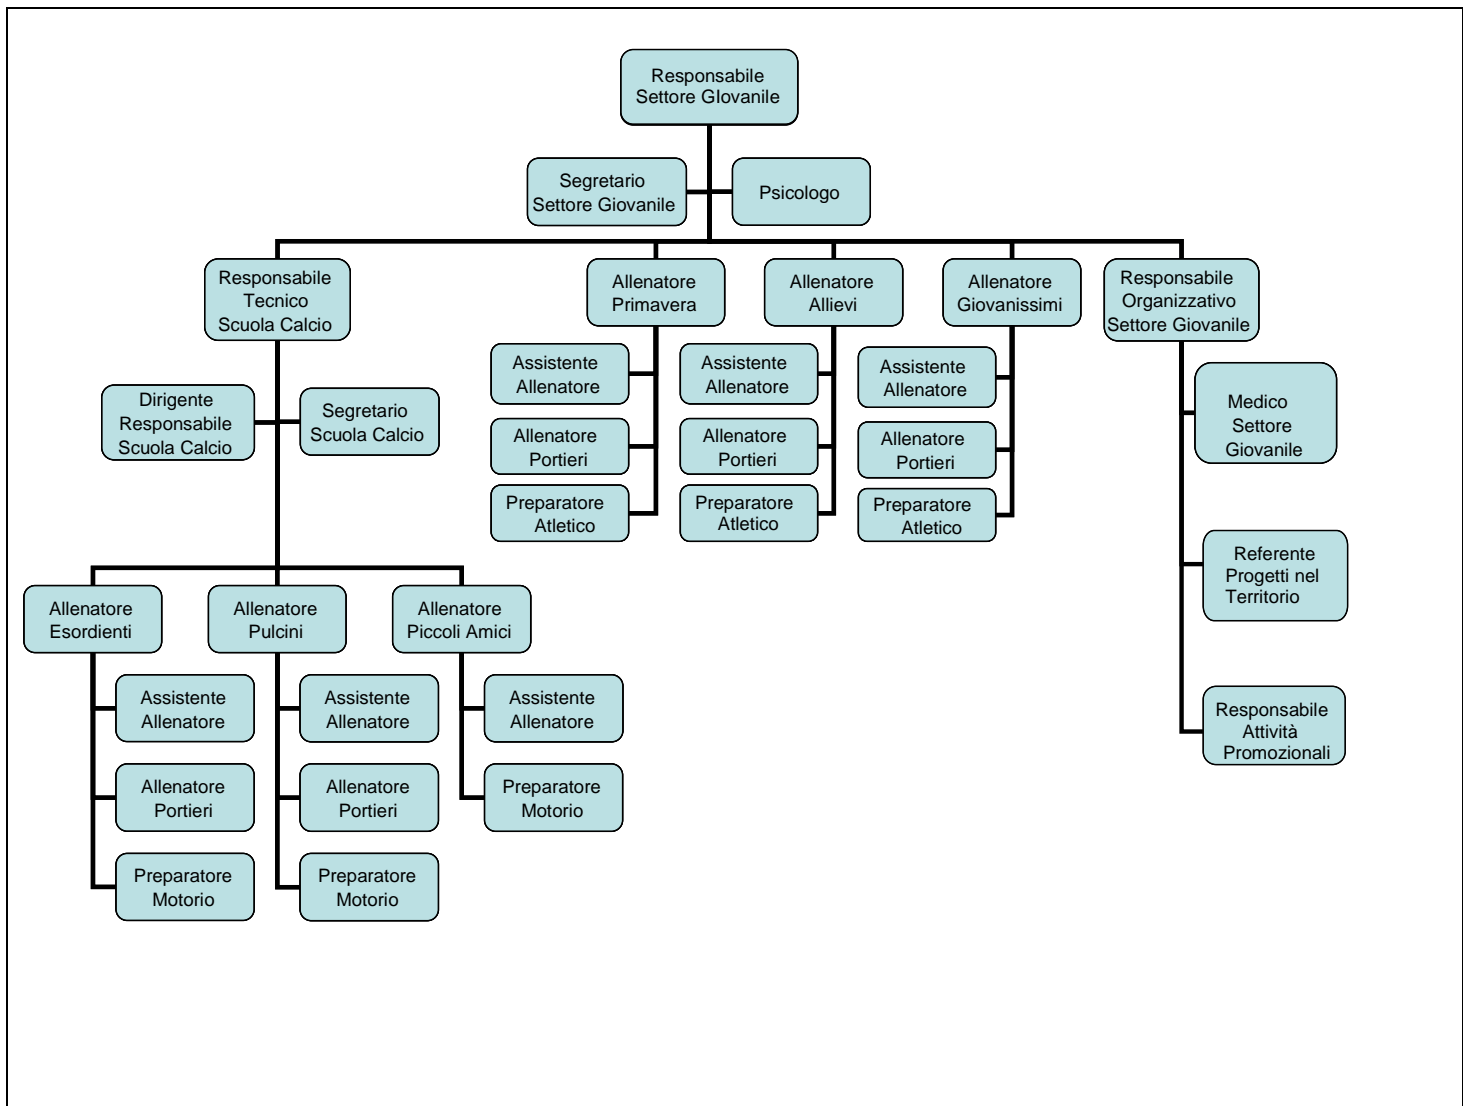 Responsabile
Settore GIovanile
Segretario
Settore Giovanile
Psicologo
Responsabile
Tecnico
Scuola Calcio
Allenatore
Primavera
Allenatore
Allievi
Allenatore
Giovanissimi
Responsabile
Organizzativo
Settore Giovanile
Dirigente
Responsabile
Scuola Calcio
Segretario
Scuola Calcio
Assistente
Allenatore
Allenatore
Portieri
Preparatore
Atletico
Assistente
Allenatore
Allenatore
Portieri
Preparatore
Atletico
Assistente
Allenatore
Allenatore
Portieri
Preparatore
Atletico
Medico
Settore
Giovanile
Referente
Progetti nel
Territorio
Responsabile
Attività
Promozionali
Allenatore
Esordienti
Assistente
Allenatore
Allenatore
Portieri
Preparatore
Motorio
Allenatore
Pulcini
Assistente
Allenatore
Allenatore
Portieri
Preparatore
Motorio
Allenatore
Piccoli Amici
Assistente
Allenatore
Preparatore
Motorio